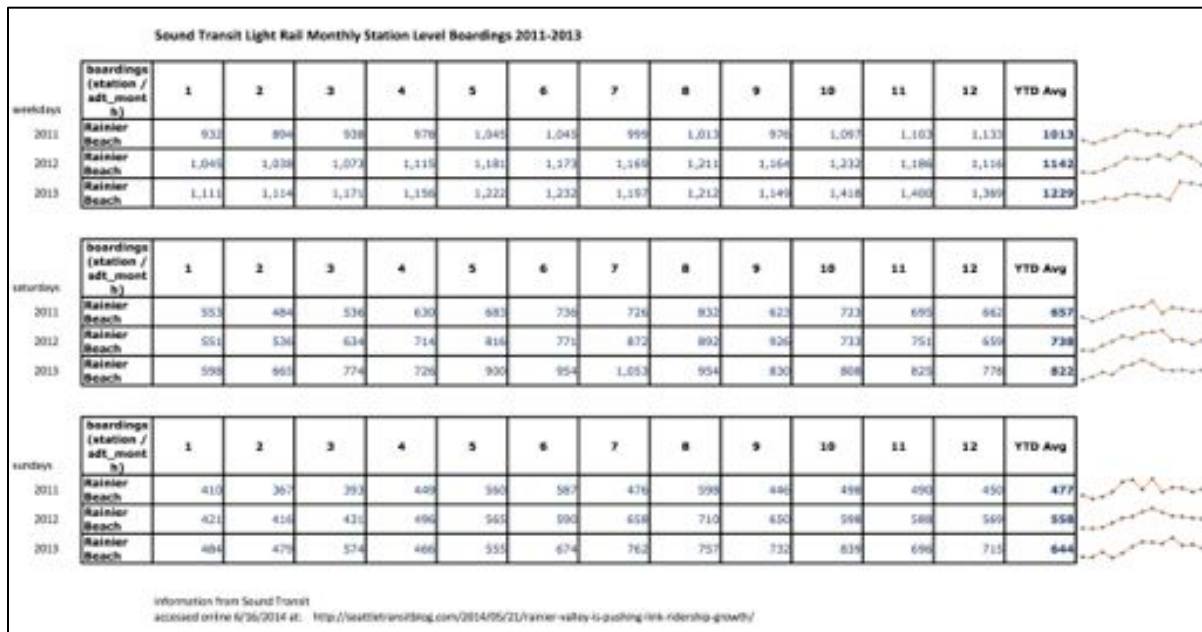 Sound Transit Light Rail Monthly Station Level Boardings 2011-2013
weekdays boardings (station / adt_month) 1 2 3 4 5 6 7 8 9 10 11 12 YTD Avg
2011 Rainier Beach 932 894 938 978 1,045 1,045 999 1,013 976 1,097 1,103 1,133 1013
2012 Rainier Beach 1,045 1,038 1,073 1,115 1,181 1,173 1,169 1,211 1,164 1,232 1,186 1,116 1142
2013 Rainier Beach 1,111 1,114 1,171 1,156 1,222 1,232 1,197 1,212 1,149 1,418 1,400 1,369 1229
saturdays boardings (station / adt_month) 1 2 3 4 5 6 7 8 9 10 11 12 YTD Avg
2011 Rainier Beach 553 484 536 630 683 736 726 832 623 723 695 662 657
2012 Rainier Beach 551 536 634 714 816 771 872 892 926 733 751 659 738
2013 Rainier Beach 598 665 774 726 900 954 1,053 954 830 808 825 778 822
sundays boardings (station / adt_month) 1 2 3 4 5 6 7 8 9 10 11 12 YTD Avg
2011 Rainier Beach 410 367 393 449 560 587 476 598 446 498 490 450 477
2012 Rainier Beach 421 416 431 496 565 590 658 710 650 598 588 569 558
2013 Rainier Beach 484 479 574 466 555 674 762 757 732 839 696 715 644
information from Sound Transit
accessed online 6/16/2014 at: http://seattletransitblog.com/2014/05/21/rainier-valley-is-pushing-link-ridership-growth/